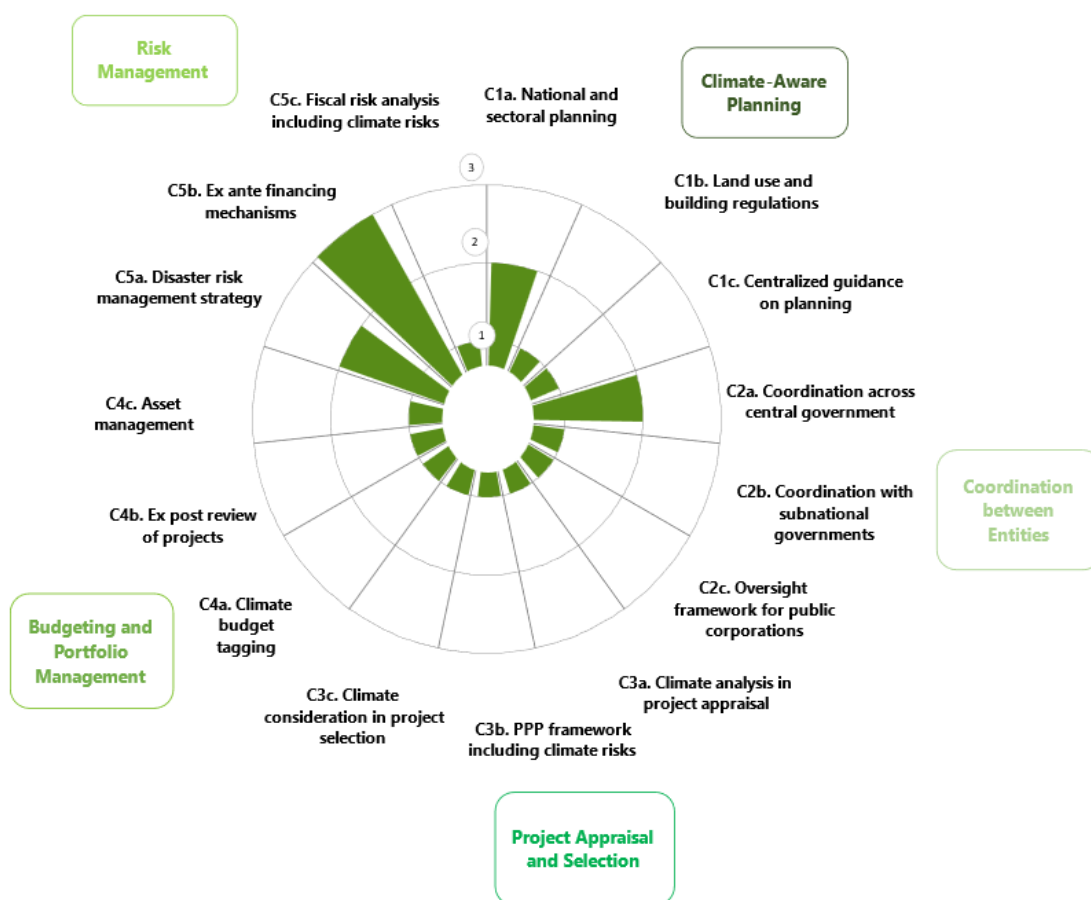 Risk
Management
C5c. Fiscal risk analysis
including climate risks
C1a. National and
sectoral planning
Climate-Aware
Planning
3
C5b. Ex ante financing
mechanisms
C1b. Land use and
building regulations
2
C5a. Disaster risk
management strategy
C1c. Centralized guidance
on planning
1
C4c. Asset
management
C2a. Coordination across
central government
C4b. Ex post review
of projects
C2b. Coordination with
subnational
governments
Coordination
between
Entities
C4a. Climate
budget
tagging
C2c. Oversight
framework for public
corporations
Budgeting and
Portfolio
Management
C3c. Climate
consideration in project
selection
C3b. PPP framework
including climate risks
C3a. Climate analysis in
project appraisal
Project Appraisal
and Selection